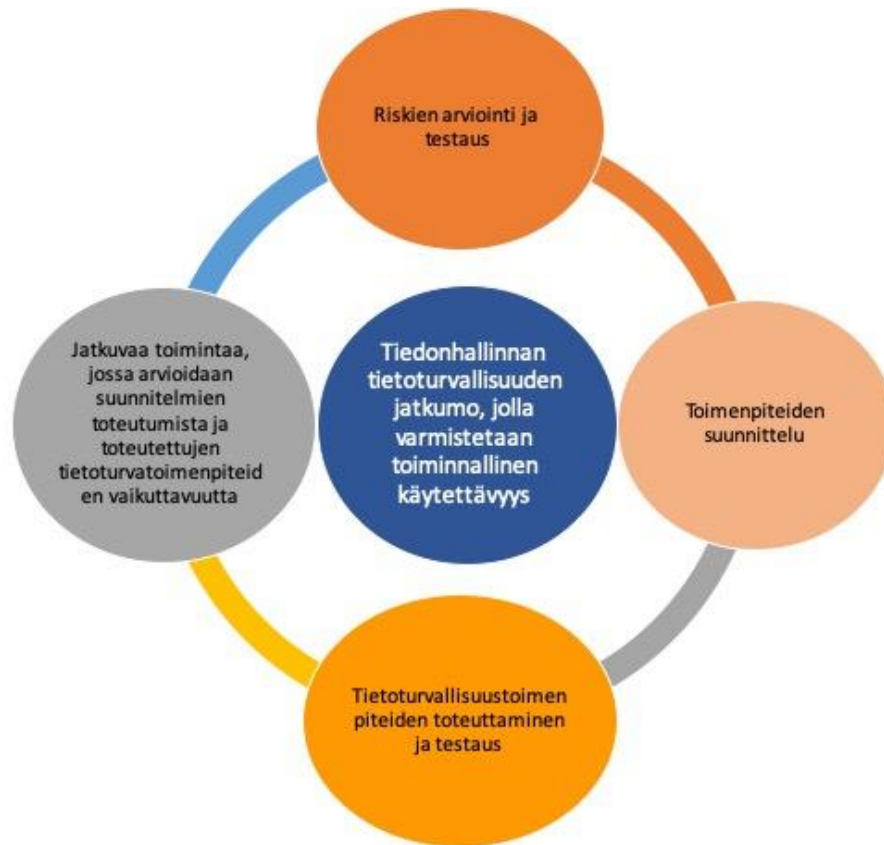 Riskien arviointi ja
testaus
Jatkuvaa toimintaa,
jossa arvioidaan
suunnitelmien
toteutumista ja
toteutettujen
tietoturvatoimenpiteid
en vaikuttavuutta
Tiedonhallinnan
tietoturvallisuuden
jatkumo, jolla
varmistetaan
toiminnallinen
käytettävyys
Toimenpiteiden
suunnittelu
Tietoturvallisuustoimen
piteiden toteuttaminen
ja testaus